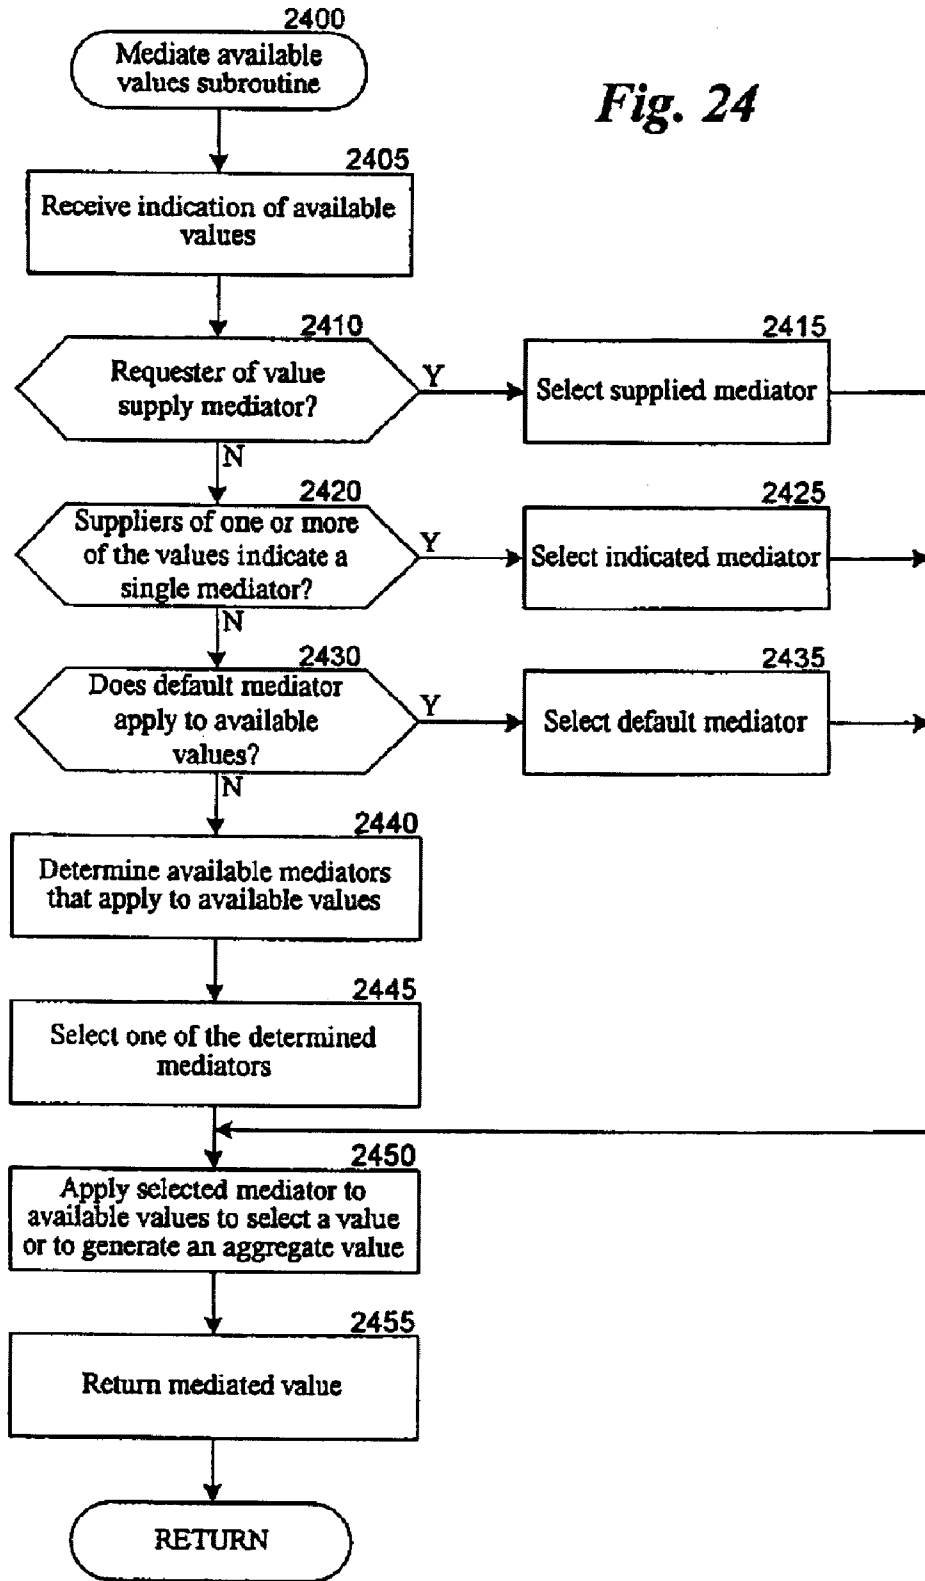 2400
Mediate available
values subroutine
Fig. 24
2405
Receive indication of available
values
2410
Requester of value
supply mediator?
Y
2415
Select supplied mediator
N
2420
Suppliers of one or more
of the values indicate a
single mediator?
Y
2425
Select indicated mediator
N
2430
Does default mediator
apply to available
values?
Y
2435
Select default mediator
N
2440
Determine available mediators
that apply to available values
2445
Select one of the determined
mediators
2450
Apply selected mediator to
available values to select a value
or to generate an aggregate value
2455
Return mediated value
RETURN